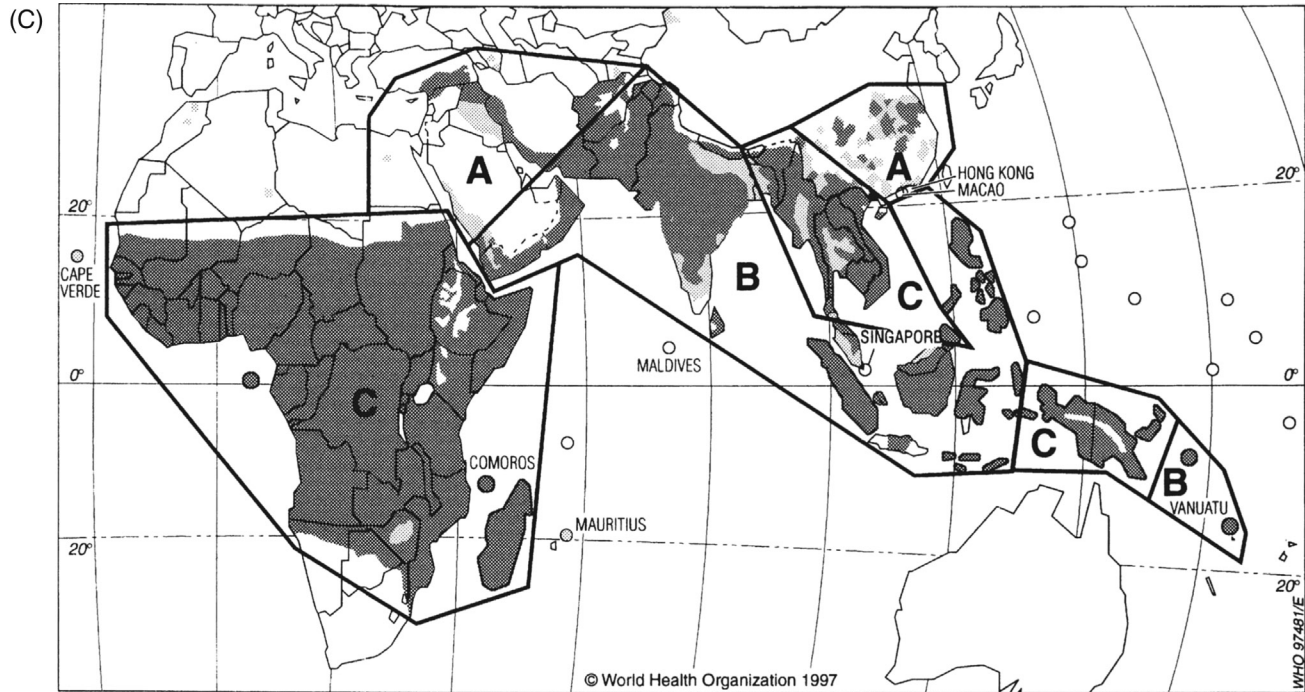 (C)
A
A
HONG KONG
MACAO
20°
20°
CAPE
VERDE
B
C
SINGAPORE
MALDIVES
0°
0°
C
C
COMOROS
B
VANUATU
MAURITIUS
20°
20°
© World Health Organization 1997
WHO 97481/E